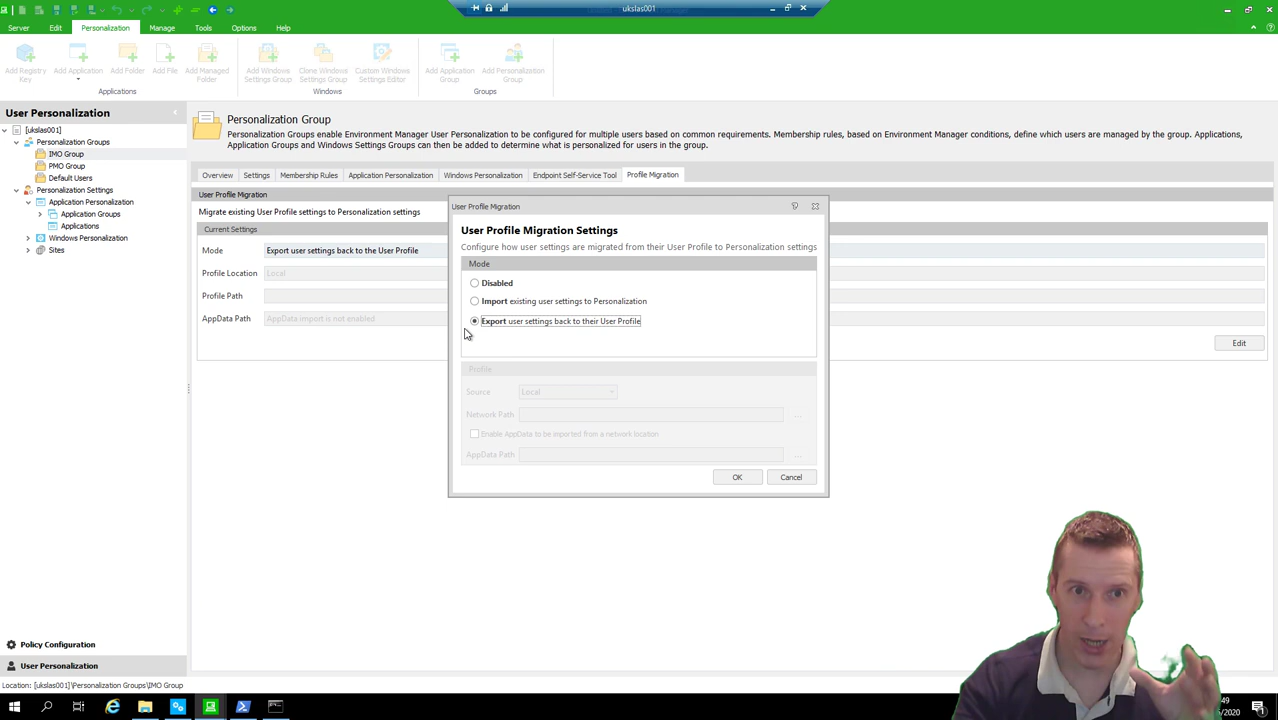 ukslas001
Server
Edit
Personalization
Manage
Tools
Options
Help
Add Registry Key
Add Application
Add Folder
Add File
Add Managed Folder
Applications
Add Windows Settings Group
Clone Windows Settings Group
Custom Windows Settings Editor
Windows
Add Application Group
Add Personalization Group
Groups
User Personalization
[ukslas001]
Personalization Groups
IMO Group
PMO Group
Default Users
Personalization Settings
Application Personalization
Application Groups
Applications
Windows Personalization
Sites
Policy Configuration
User Personalization
Personalization Group
Personalization Groups enable Environment Manager User Personalization to be configured for multiple users based on common requirements. Membership rules, based on Environment Manager conditions, define which users are managed by the group. Applications,
Application Groups and Windows Settings Groups can then be added to determine what is personalized for users in the group.
Overview
Settings
Membership Rules
Application Personalization
Windows Personalization
Endpoint Self-Service Tool
Profile Migration
User Profile Migration
Migrate existing User Profile settings to Personalization settings
Current Settings
Mode
Export user settings back to the User Profile
Profile Location
Local
Profile Path
AppData Path
AppData import is not enabled
Edit
User Profile Migration
User Profile Migration Settings
Configure how user settings are migrated from their User Profile to Personalization settings
Mode
Disabled
Import existing user settings to Personalization
Export user settings back to their User Profile
Profile
Source
Local
Network Path
...
Enable AppData to be imported from a network location
AppData Path
...
OK
Cancel
Location: [ukslas001]\Personalization Groups\IMO Group